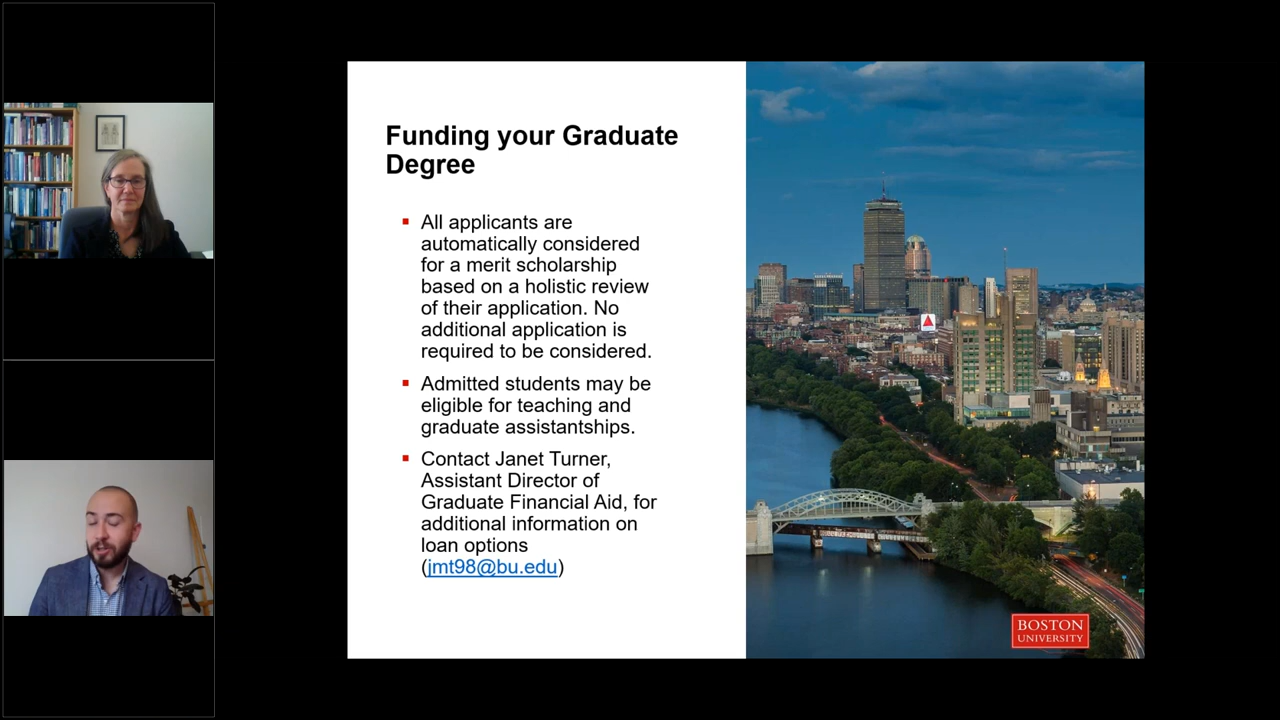 Funding your Graduate
Degree
All applicants are
automatically considered
for a merit scholarship
based on a holistic review
of their application. No
additional application is
required to be considered.
Admitted students may be
eligible for teaching and
graduate assistantships.
Contact Janet Turner,
Assistant Director of
Graduate Financial Aid, for
additional information on
loan options
(jmt98@bu.edu)
BOSTON
UNIVERSITY